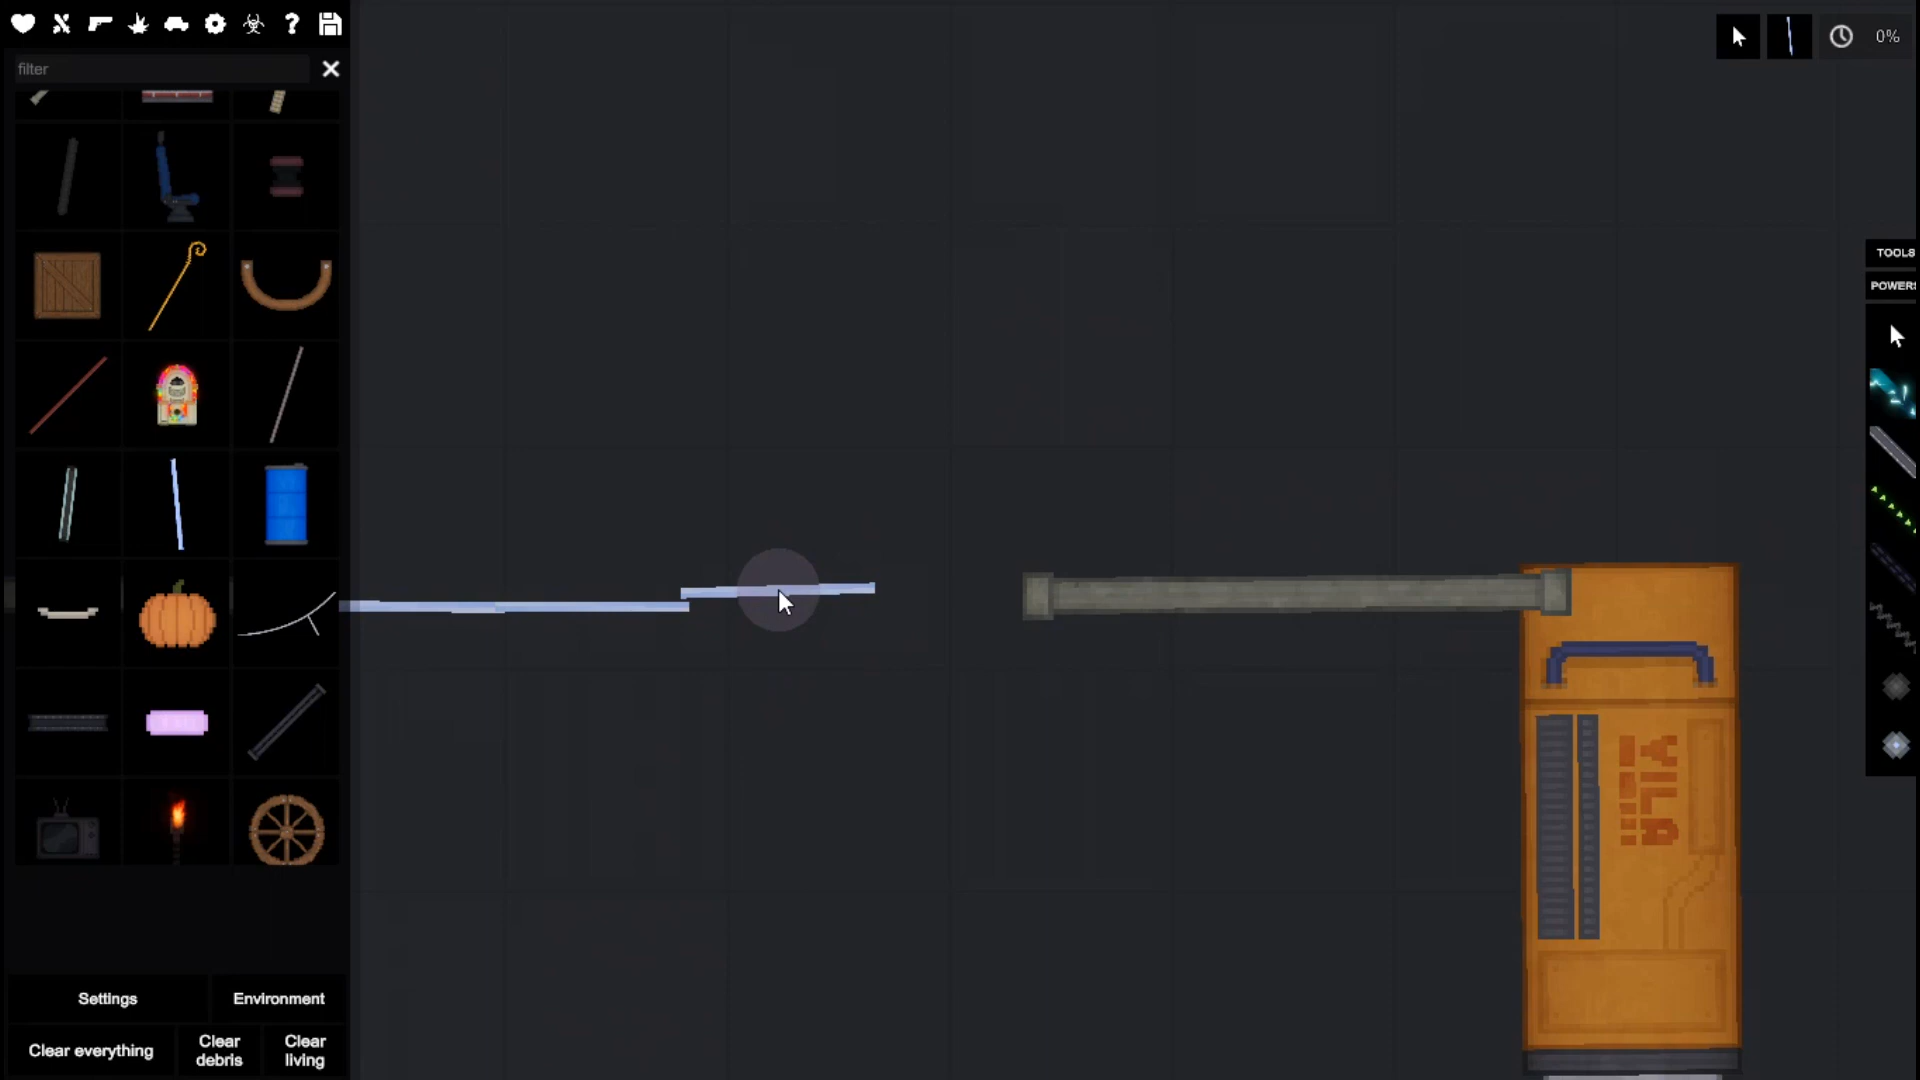 ?
0%
filter
TOOLS
POWERS
Settings
Environment
Clear everything
Clear
debris
Clear
living